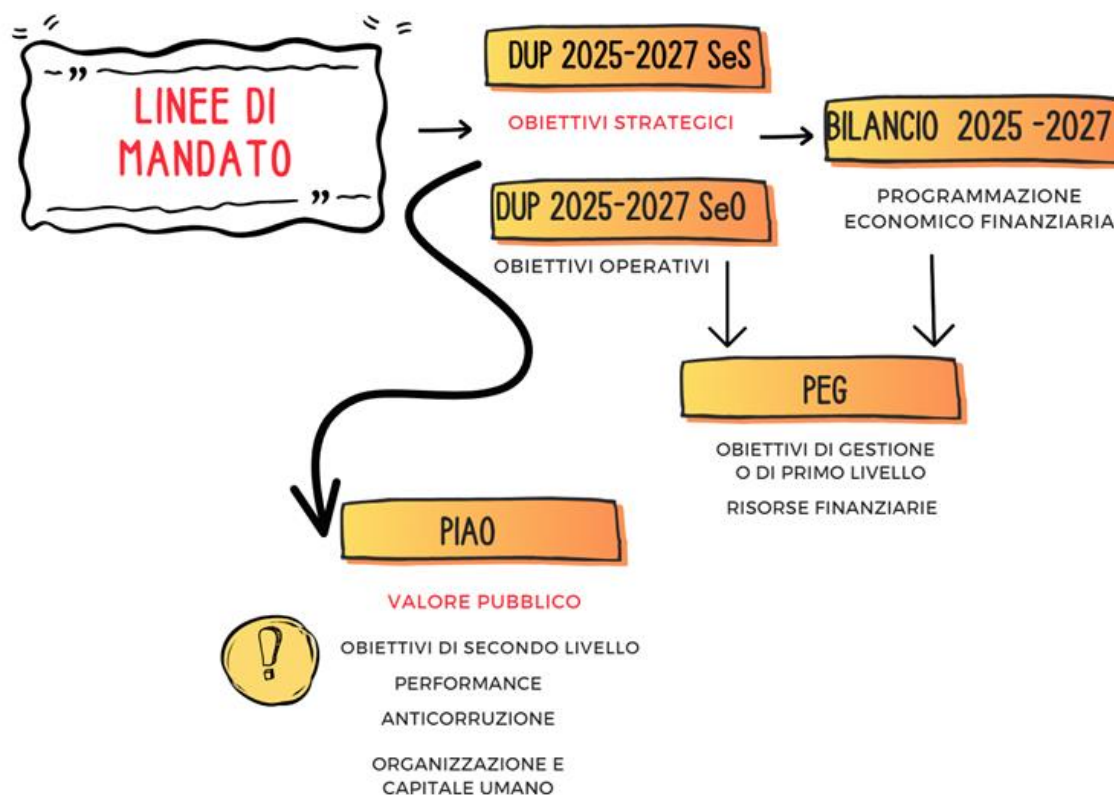 „
LINEE DI
MANDATO
„
DUP 2025-2027 SeS
OBIETTIVI STRATEGICI
DUP 2025-2027 SeO
OBIETTIVI OPERATIVI
BILANCIO 2025 -2027
PROGRAMMAZIONE
ECONOMICO FINANZIARIA
PEG
OBIETTIVI DI GESTIONE
O DI PRIMO LIVELLO
RISORSE FINANZIARIE
PIAO
VALORE PUBBLICO
!
OBIETTIVI DI SECONDO LIVELLO
PERFORMANCE
ANTICORRUZIONE
ORGANIZZAZIONE E
CAPITALE UMANO